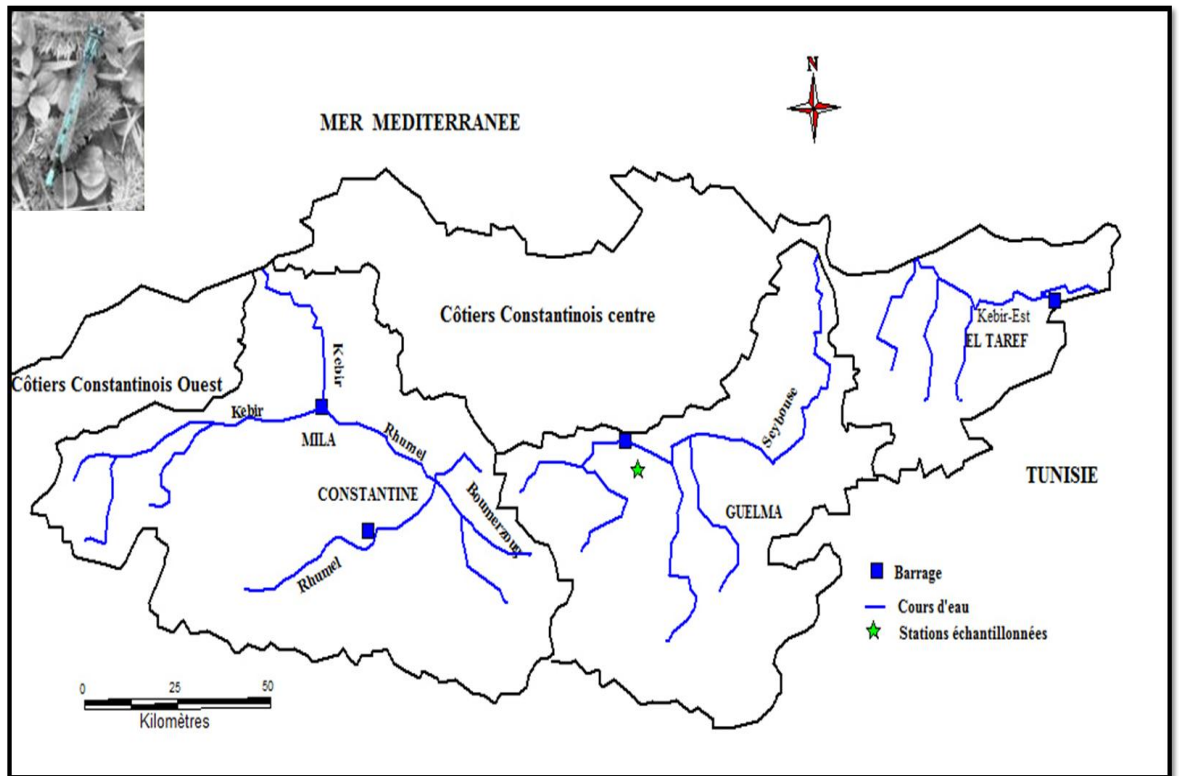 N
MER MEDITERRANEE
Côtiers Constantinois centre
Kebir-Est
EL TAREF
Côtiers Constantinois Ouest
Kebir
Kebir
Seybouse
MILA
Rhumel
TUNISIE
CONSTANTINE
Boumerzoug
GUELMA
Rhumel
Barrage
Cours d'eau
Stations échantillonnées
0 25 50
Kilomètres